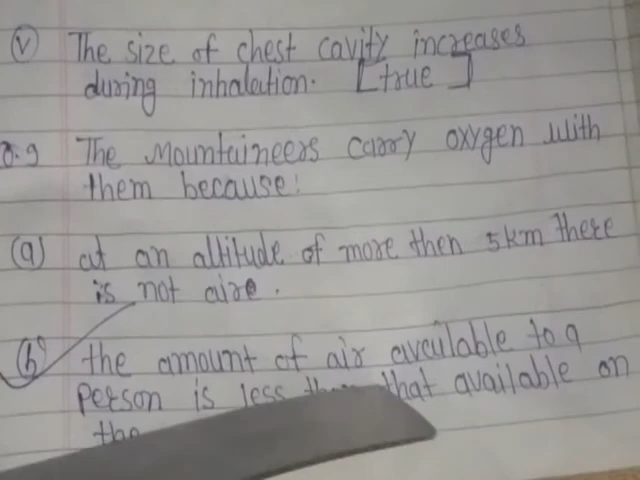 (v) The size of chest cavity increases
during inhalation. [true]
Q.9 The Mountaineers carry oxygen with
them because:
(a) at an altitude of more then 5km there
is not aire.
(b) the amount of air available to a
person is less that available on
the